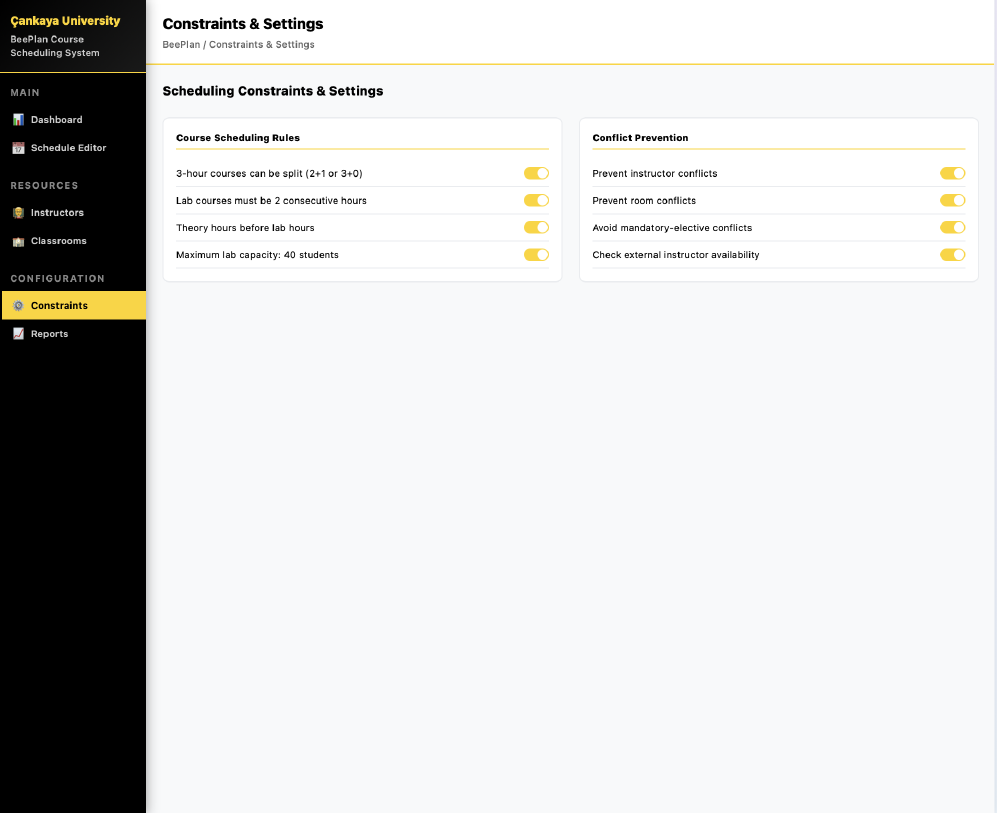 Çankaya University
BeePlan Course
Scheduling System
MAIN
Dashboard
Schedule Editor
RESOURCES
Instructors
Classrooms
CONFIGURATION
Constraints
Reports
Constraints & Settings
BeePlan / Constraints & Settings
Scheduling Constraints & Settings
Course Scheduling Rules
3-hour courses can be split (2+1 or 3+0)
Lab courses must be 2 consecutive hours
Theory hours before lab hours
Maximum lab capacity: 40 students
Conflict Prevention
Prevent instructor conflicts
Prevent room conflicts
Avoid mandatory-elective conflicts
Check external instructor availability